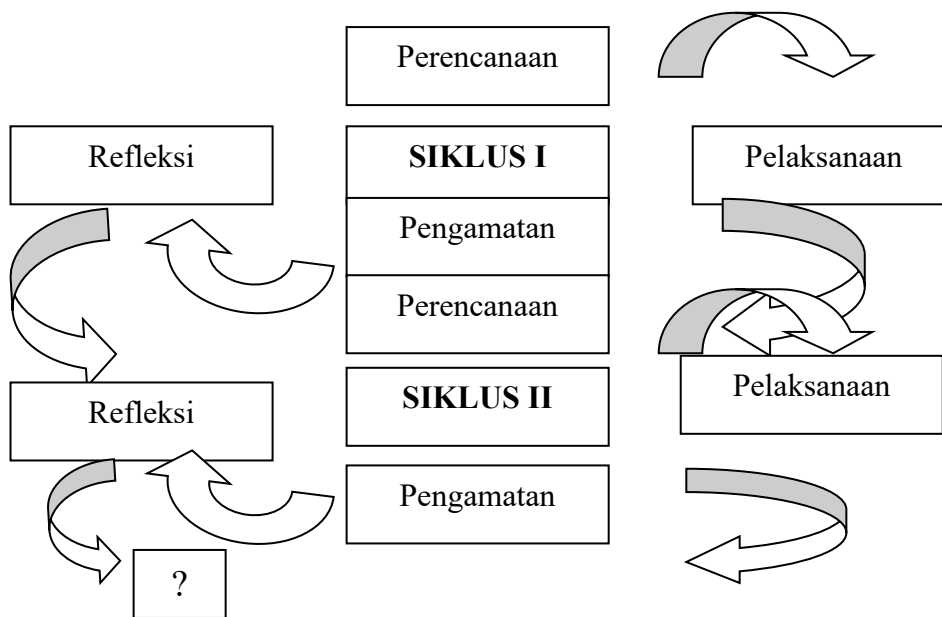 Perencanaan
Refleksi
SIKLUS I
Pelaksanaan
Pengamatan
Perencanaan
Refleksi
SIKLUS II
Pelaksanaan
Pengamatan
?